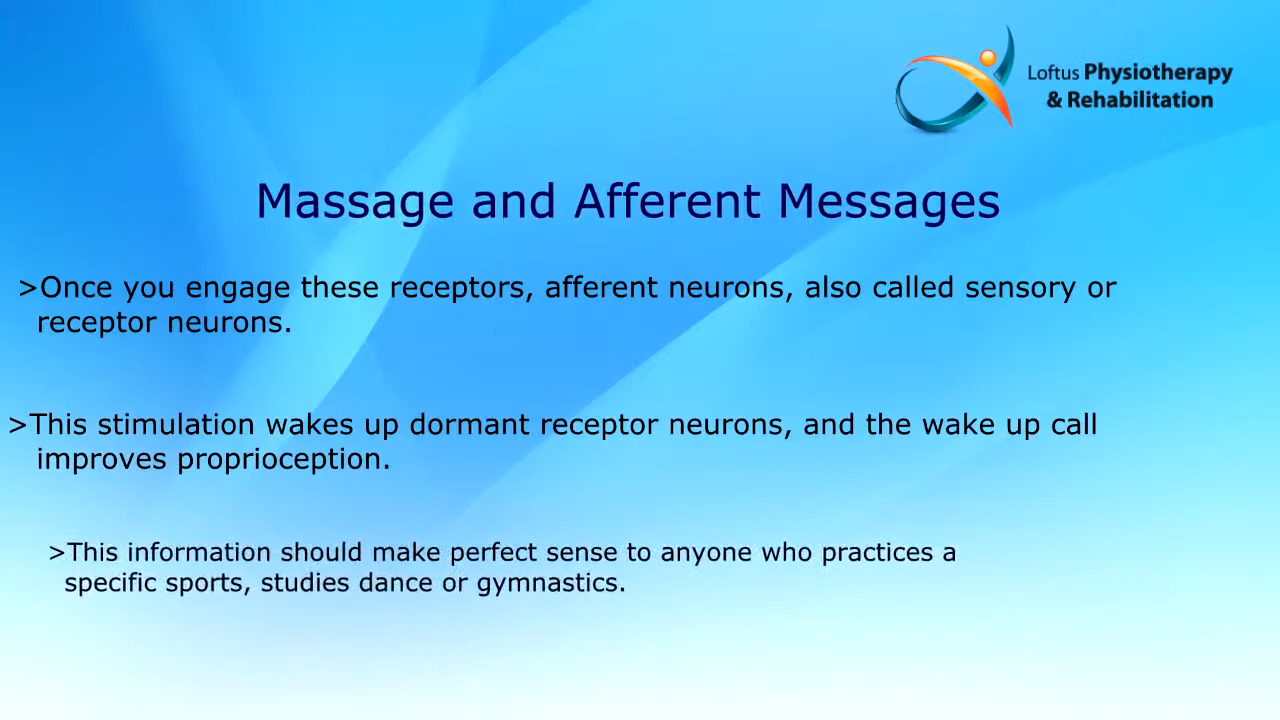 Loftus Physiotherapy
& Rehabilitation
Massage and Afferent Messages
>Once you engage these receptors, afferent neurons, also called sensory or
receptor neurons.
>This stimulation wakes up dormant receptor neurons, and the wake up call
improves proprioception.
>This information should make perfect sense to anyone who practices a
specific sports, studies dance or gymnastics.